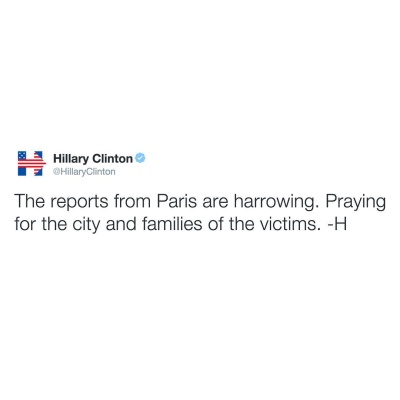 Hillary Clinton
@HillaryClinton
The reports from Paris are harrowing. Praying
for the city and families of the victims. -H